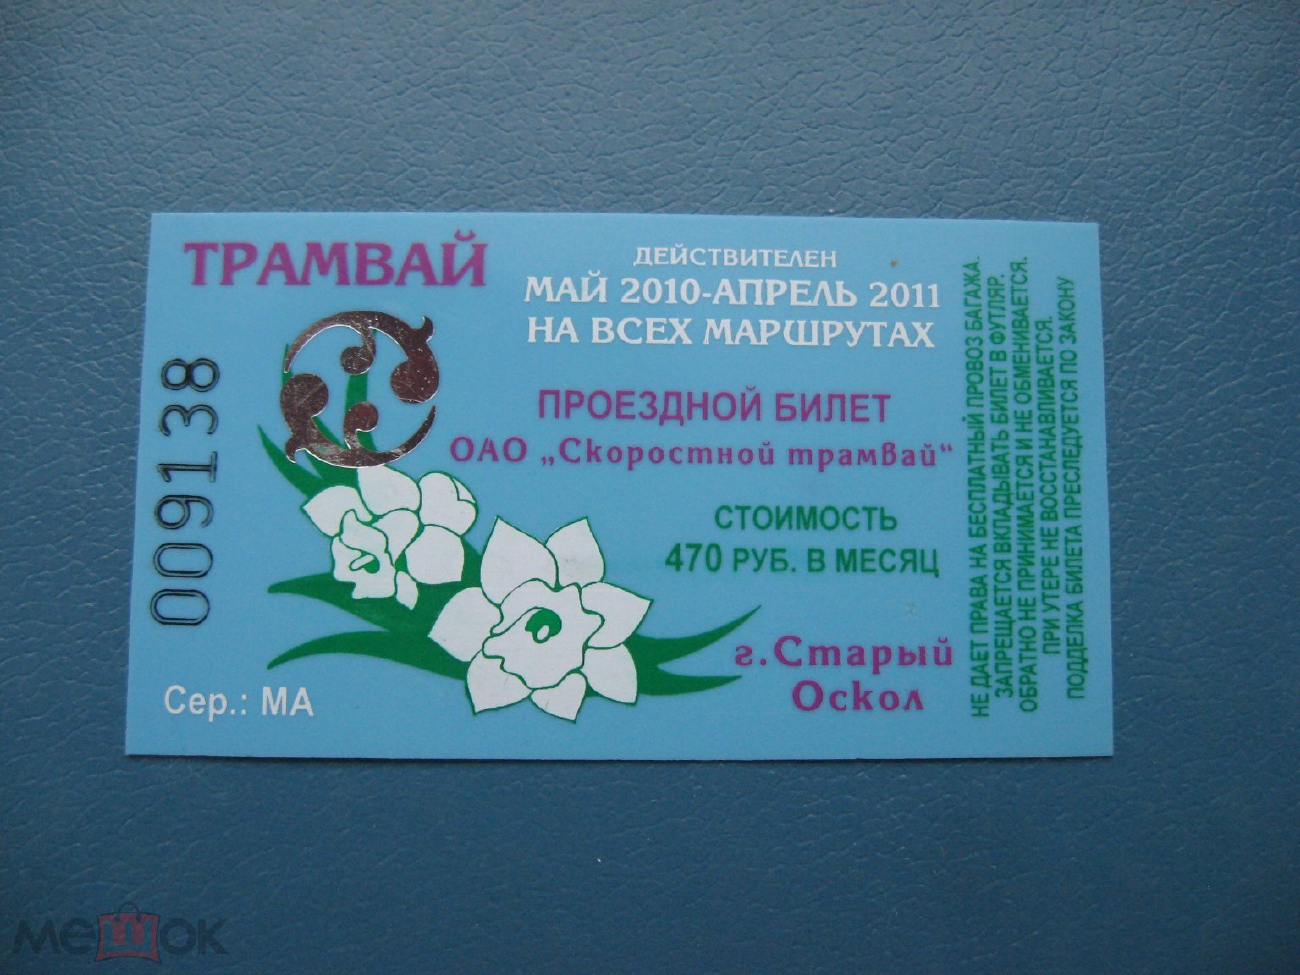 ТРАМВАЙ
ДЕЙСТВИТЕЛЕН
МАЙ 2010-АПРЕЛЬ 2011
НА ВСЕХ МАРШРУТАХ
ПРОЕЗДНОЙ БИЛЕТ
ОАО „Скоростной трамвай“
СТОИМОСТЬ
470 РУБ. В МЕСЯЦ
г.Старый
Оскол
009138
Сер.: МА
НЕ ДАЕТ ПРАВА НА БЕСПЛАТНЫЙ ПРОВОЗ БАГАЖА.
ЗАПРЕЩАЕТСЯ ВКЛАДЫВАТЬ БИЛЕТ В ФУТЛЯР.
ОБРАТНО НЕ ПРИНИМАЕТСЯ И НЕ ОБМЕНИВАЕТСЯ.
ПРИ УТЕРЕ НЕ ВОССТАНАВЛИВАЕТСЯ.
ПОДДЕЛКА БИЛЕТА ПРЕСЛЕДУЕТСЯ ПО ЗАКОНУ
мешок